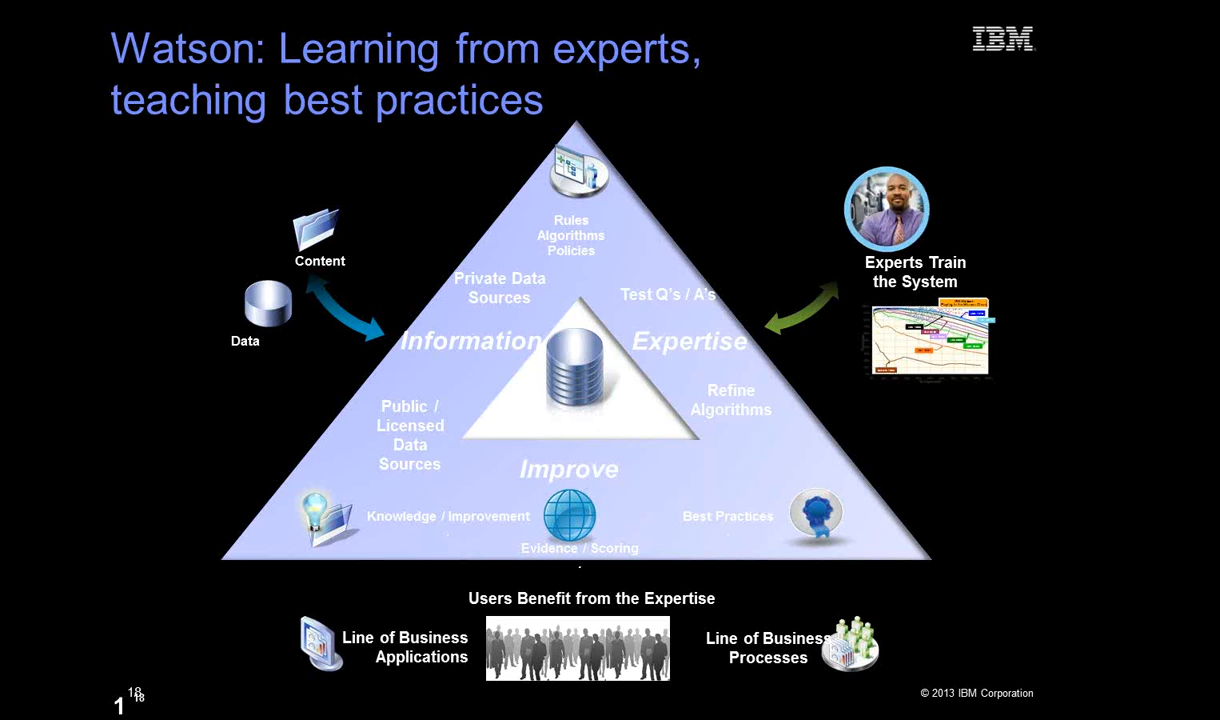 Watson: Learning from experts,
teaching best practices
IBM
Rules
Algorithms
Policies
Content
Private Data
Sources
Test Q's / A's
Experts Train
the System
Data
Information
Expertise
Public /
Licensed
Data
Sources
Refine
Algorithms
Improve
Knowledge / Improvement
Best Practices
Evidence / Scoring
Users Benefit from the Expertise
Line of Business
Applications
Line of Business
Processes
18
18
1
© 2013 IBM Corporation